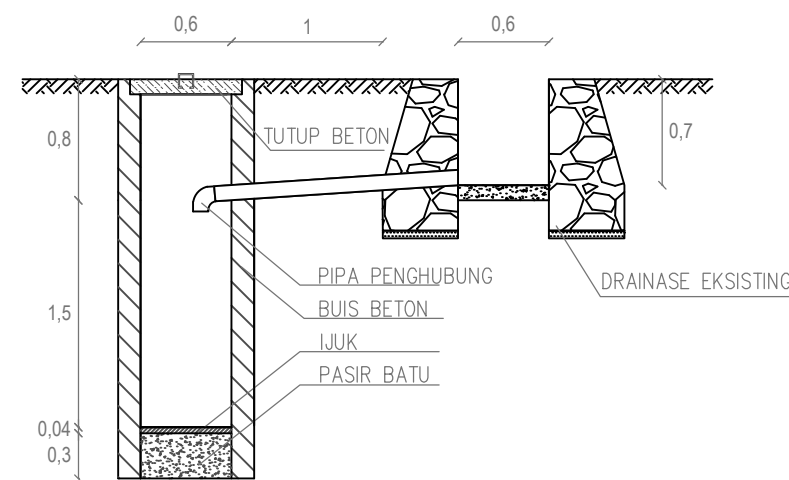 0,6
1
0,6
0,8
TUTUP BETON
0,7
PIPA PENGHUBUNG
DRAINASE EKSISTING
1,5
BUIS BETON
IJUK
PASIR BATU
0,04
0,3